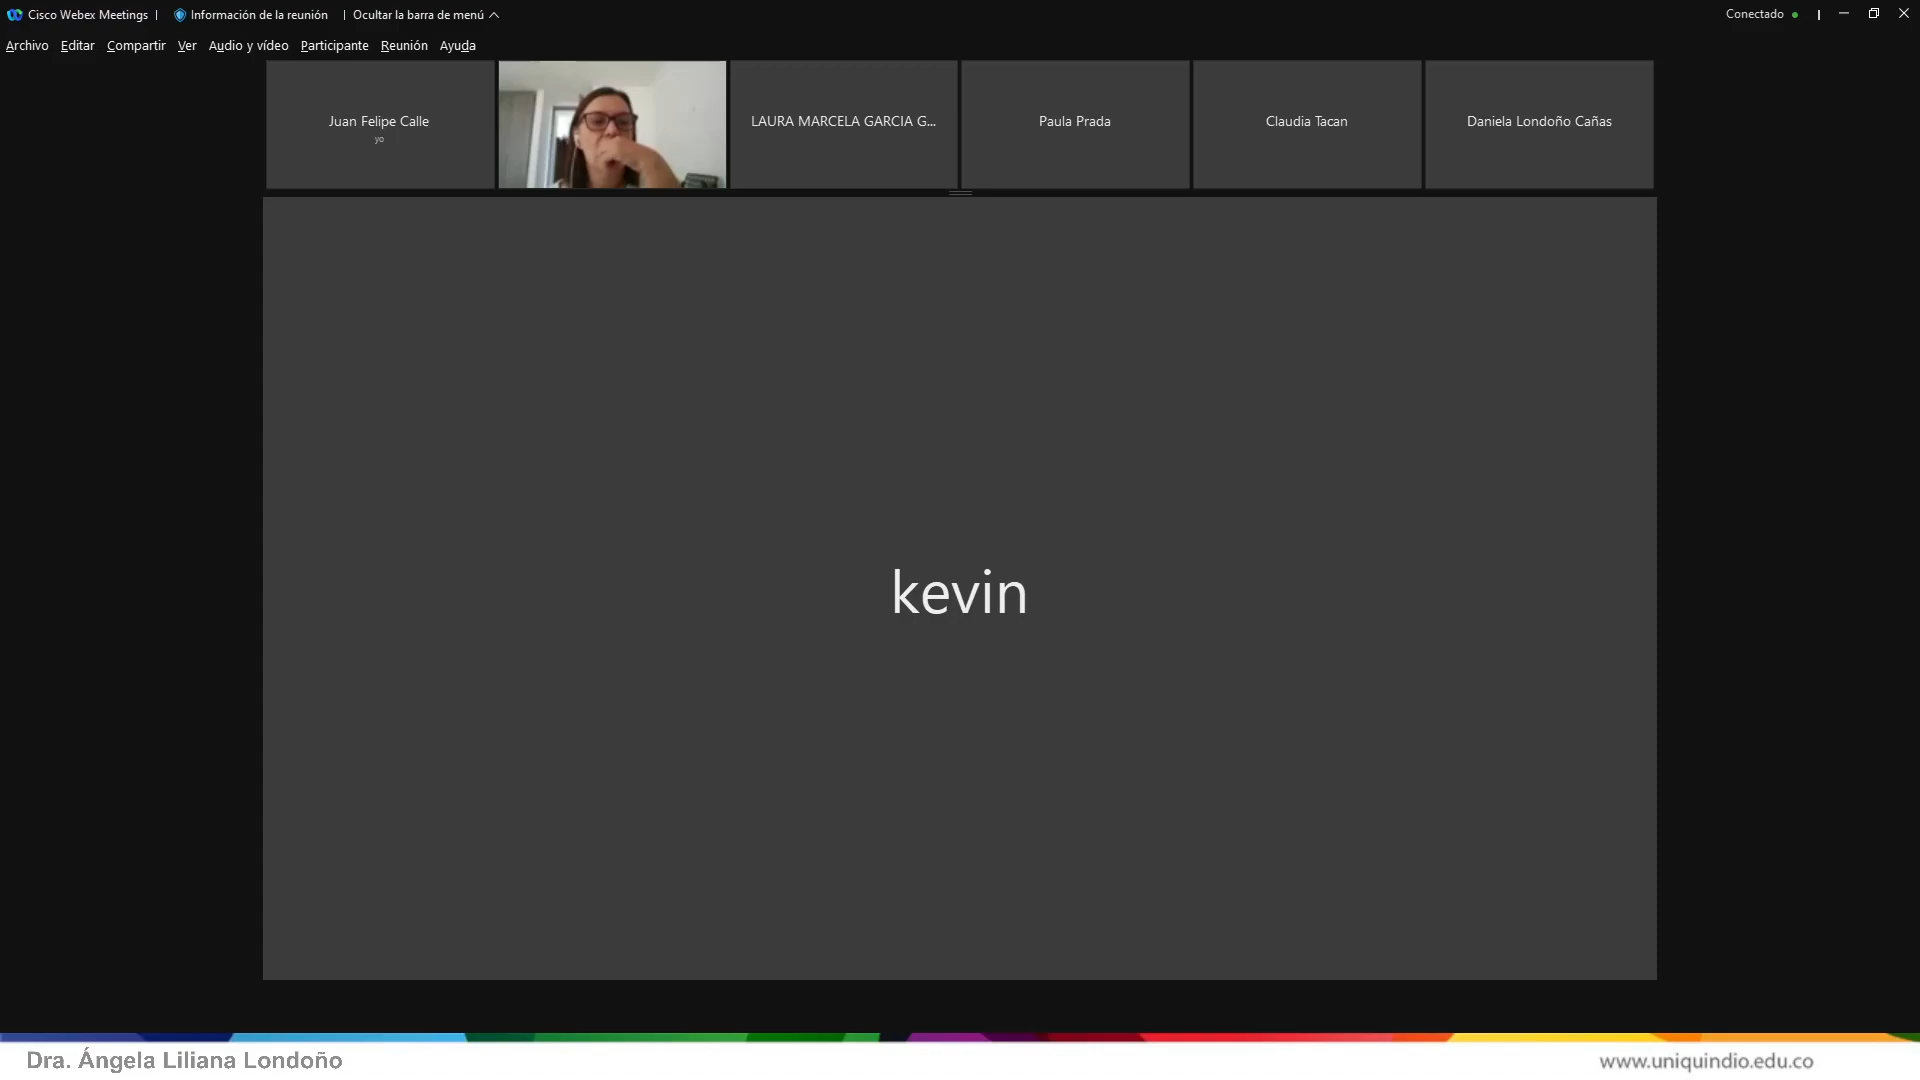 Cisco Webex Meetings | Información de la reunión | Ocultar la barra de menú
Conectado
Archivo Editar Compartir Ver Audio y vídeo Participante Reunión Ayuda
Juan Felipe Calle
yo
LAURA MARCELA GARCIA G...
Paula Prada
Claudia Tacan
Daniela Londoño Cañas
kevin
Dra. Ángela Liliana Londoño
www.uniquindio.edu.co